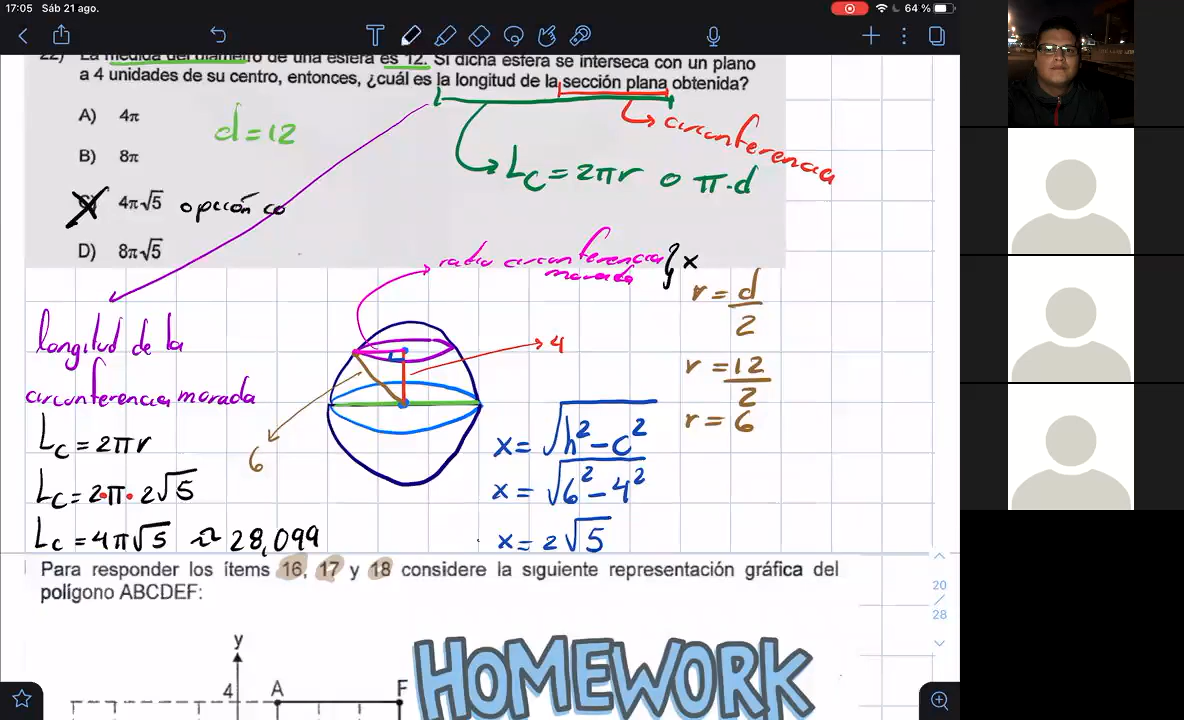 17:05 Sáb 21 ago.
64 %
22) La medida del diámetro de una esfera es 12. Si dicha esfera se interseca con un plano
a 4 unidades de su centro, entonces, ¿cuál es la longitud de la sección plana obtenida?
A) 4π
d = 12
circunferencia
B) 8π
L_C = 2πr o π·d
C) 4π√5 opción co
D) 8π√5
radio circunferencia
morada
} x
r = d/2
longitud de la
circunferencia morada
4
r = 12/2
r = 6
6
L_C = 2πr
x = √h² – c²
L_C = 2·π·2√5
x = √6² – 4²
L_C = 4π√5 ≈ 28,099
x = 2√5
Para responder los ítems 16, 17 y 18 considere la siguiente representación gráfica del
polígono ABCDEF:
20
/
28
y
HOMEWORK
4 A F